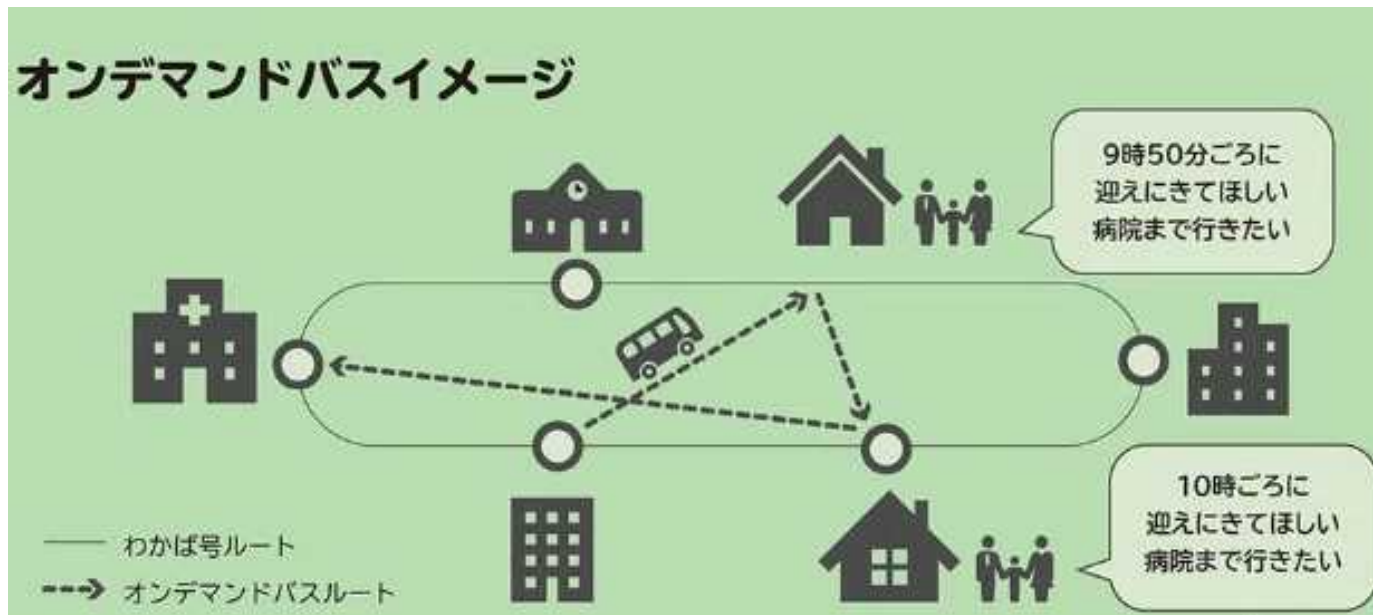 オンデマンドバスイメージ
9時50分ごろに
迎えにきてほしい
病院まで行きたい
10時ごろに
迎えにきてほしい
病院まで行きたい
わかば号ルート
オンデマンドバスルート